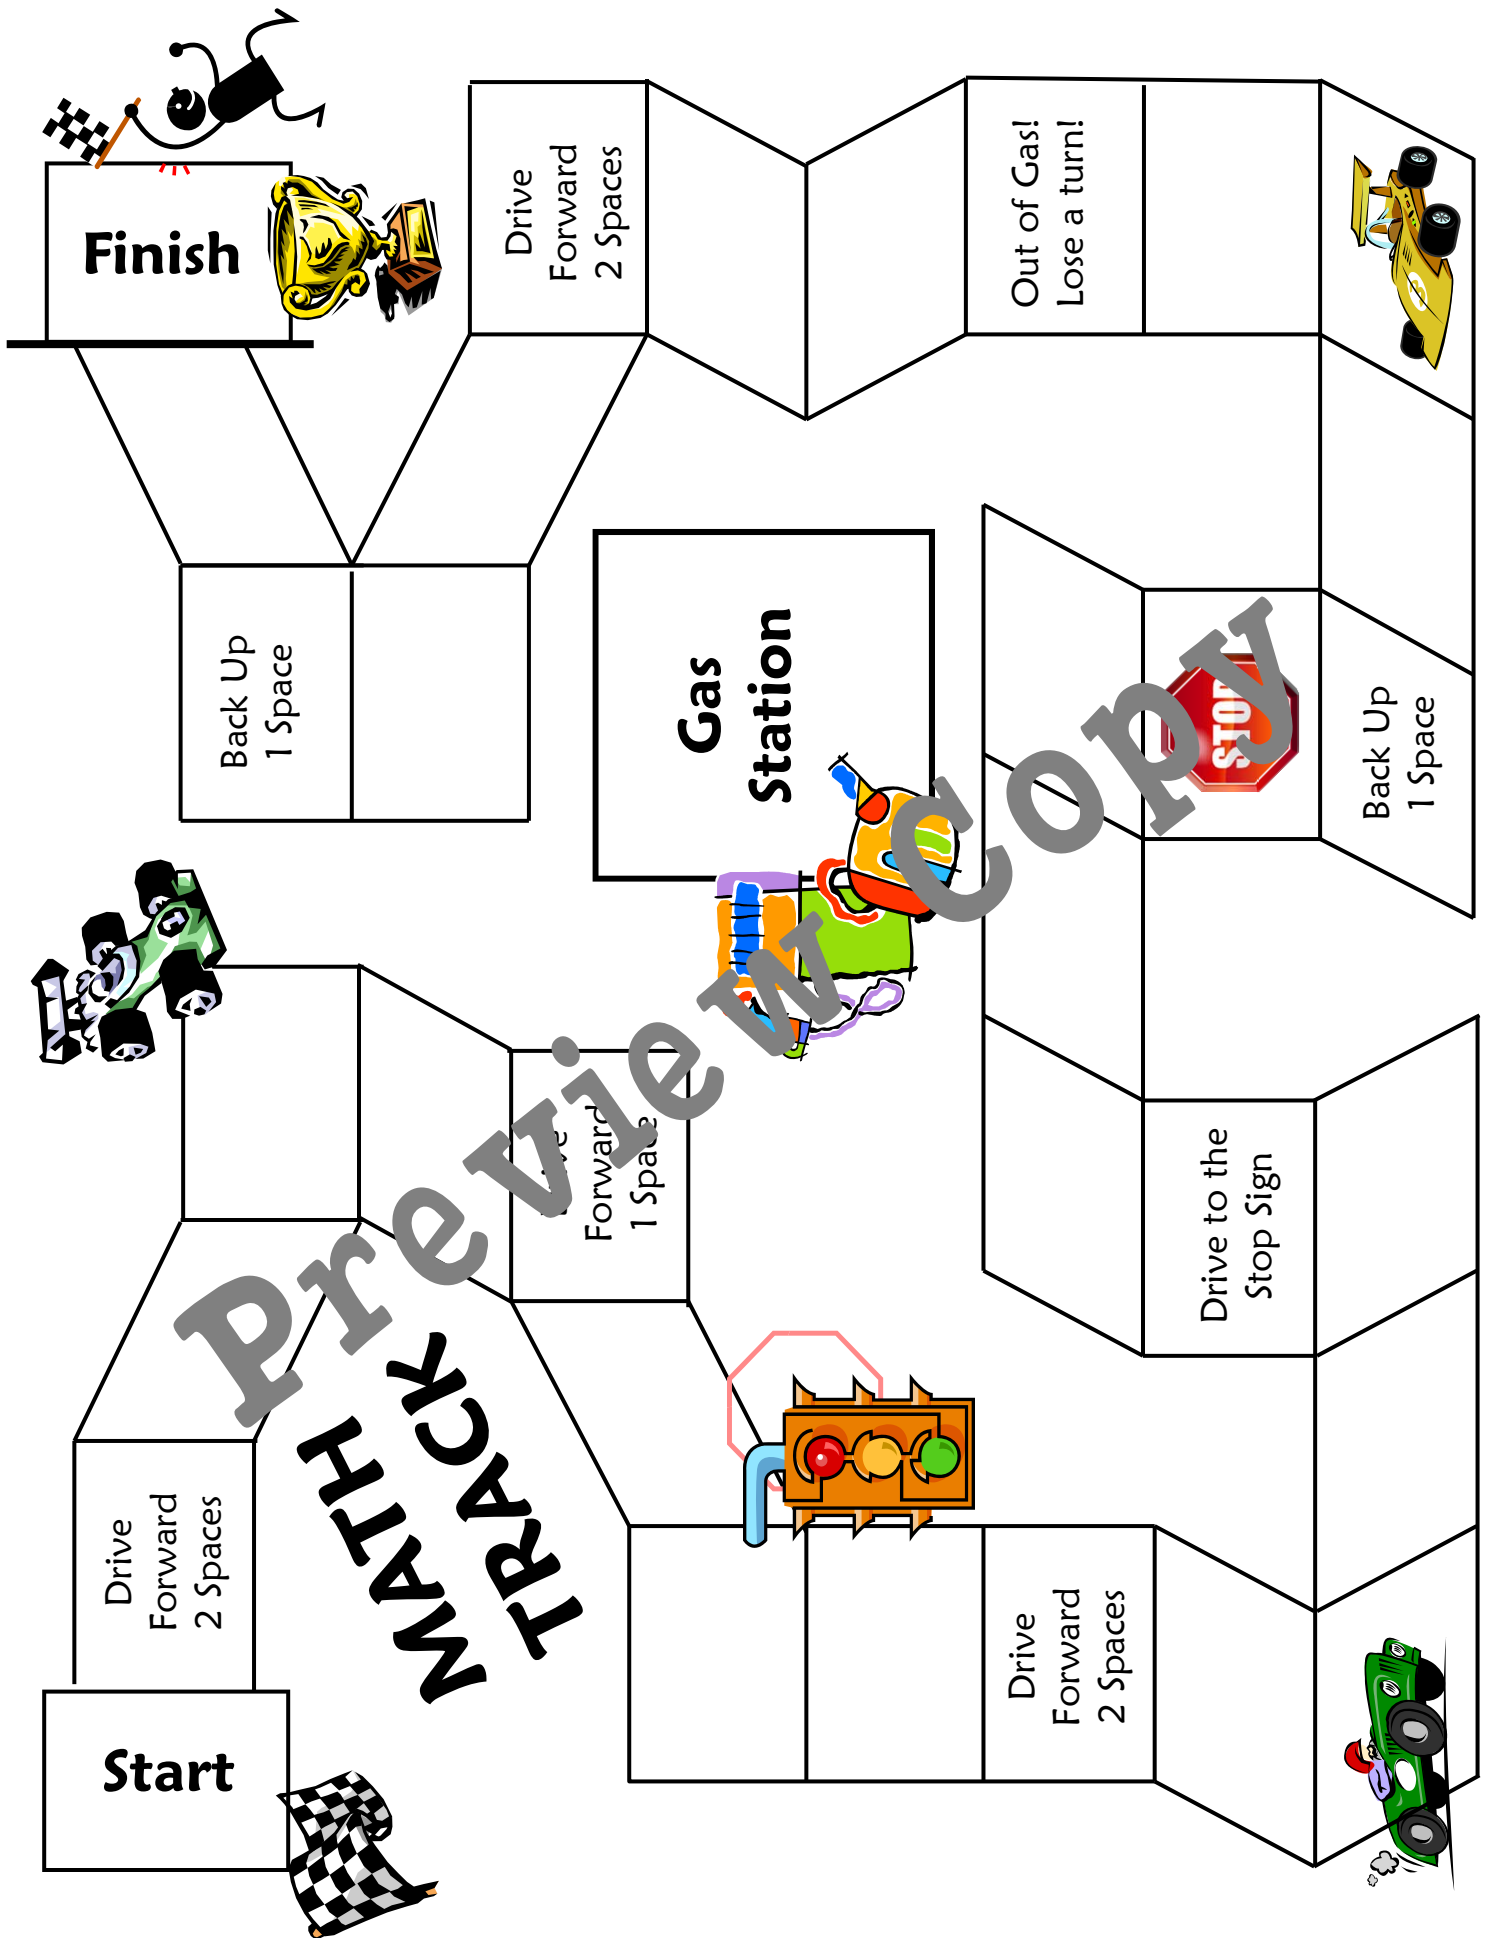 Finish
Drive
Forward
2 Spaces
Out of Gas!
Lose a turn!
Back Up
1 Space
Gas
Station
STOP
Back Up
1 Space
Drive
Forward
1 Space
Drive to the
Stop Sign
MATH
TRACK
Drive
Forward
2 Spaces
Drive
Forward
2 Spaces
Start
Preview Copy